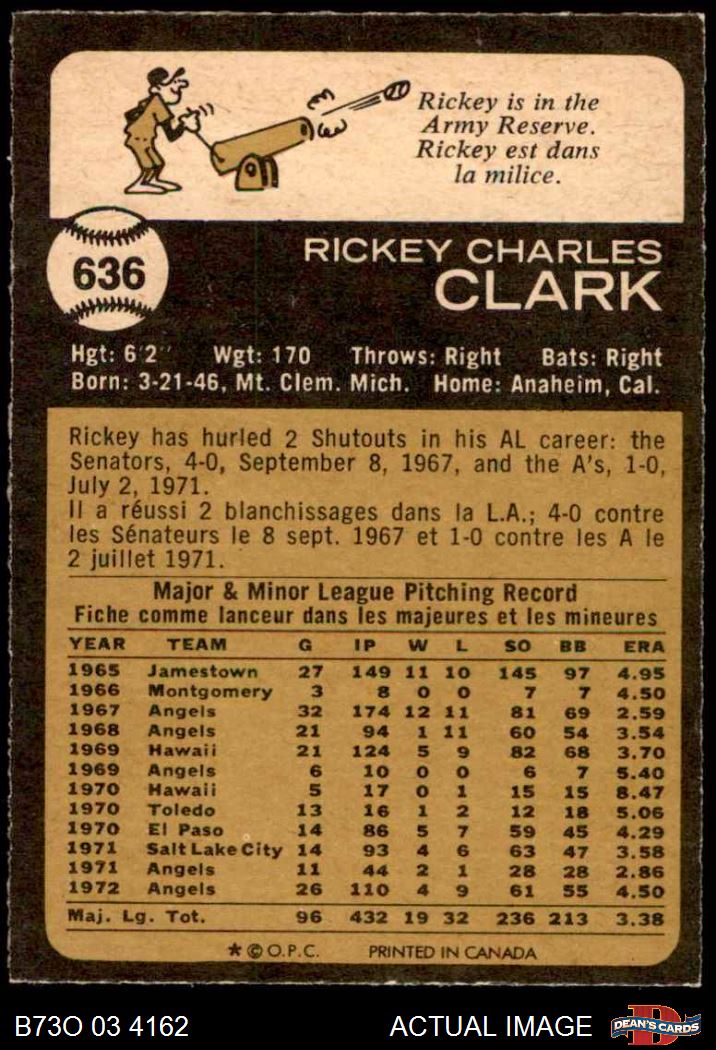 Rickey is in the
Army Reserve.
Rickey est dans
la milice.
636
RICKEY CHARLES
CLARK
Hgt: 6'2" Wgt: 170 Throws: Right Bats: Right
Born: 3-21-46, Mt. Clem. Mich. Home: Anaheim, Cal.
Rickey has hurled 2 Shutouts in his AL career: the
Senators, 4-0, September 8, 1967, and the A's, 1-0,
July 2, 1971.
Il a réussi 2 blanchissages dans la L.A.; 4-0 contre
les Sénateurs le 8 sept. 1967 et 1-0 contre les A le
2 juillet 1971.
Major & Minor League Pitching Record
Fiche comme lanceur dans les majeures et les mineures
YEAR TEAM G IP W L SO BB ERA
1965 Jamestown 27 149 11 10 145 97 4.95
1966 Montgomery 3 8 0 0 7 7 4.50
1967 Angels 32 174 12 11 81 69 2.59
1968 Angels 21 94 1 11 60 54 3.54
1969 Hawaii 21 124 5 9 82 68 3.70
1969 Angels 6 10 0 0 6 7 5.40
1970 Hawaii 5 17 0 1 15 15 8.47
1970 Toledo 13 16 1 2 12 18 5.06
1970 El Paso 14 86 5 7 59 45 4.29
1971 Salt Lake City 14 93 4 6 63 47 3.58
1971 Angels 11 44 2 1 28 28 2.86
1972 Angels 26 110 4 9 61 55 4.50
Maj. Lg. Tot. 96 432 19 32 236 213 3.38
* © O.P.C. PRINTED IN CANADA
B73O 03 4162 ACTUAL IMAGE
D
DEAN'S CARDS